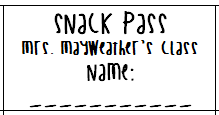 SNACK PASS
MRS. MAYWEATHER'S CLASS
NAME:
___________